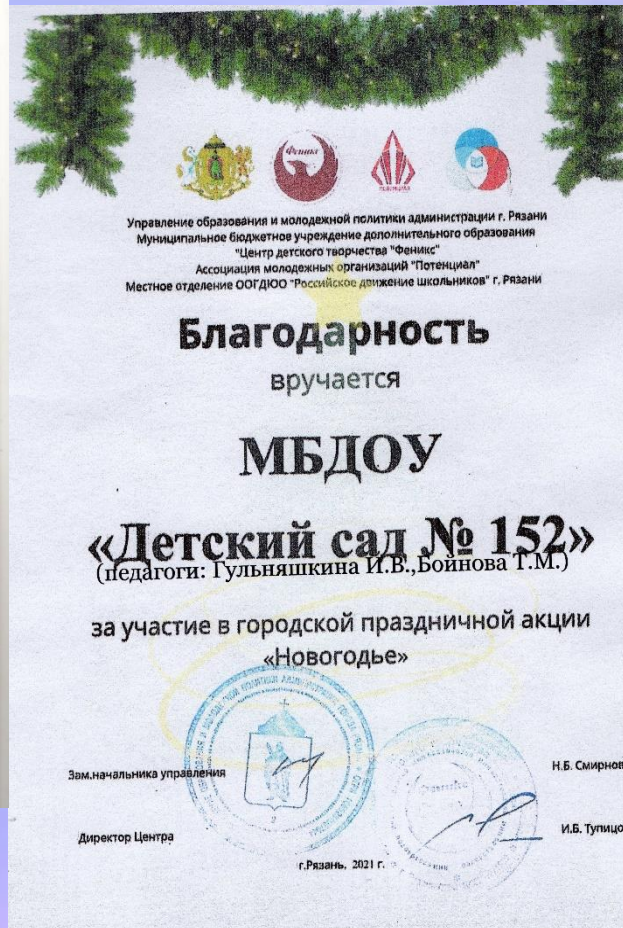 Феникс
ПОТЕНЦИАЛ
Управление образования и молодежной политики администрации г. Рязани
Муниципальное бюджетное учреждение дополнительного образования
"Центр детского творчества "Феникс"
Ассоциация молодежных организаций "Потенциал"
Местное отделение ООГДЮО "Российское движение школьников" г. Рязани
Благодарность
вручается
МБДОУ
«Детский сад № 152»
(педагоги: Гульняшкина И.В.,Бойнова Т.М.)
за участие в городской праздничной акции
«Новогодье»
Зам.начальника управления
Н.Б. Смирнов
Директор Центра
И.Б. Тупицо
г.Рязань, 2021 г.